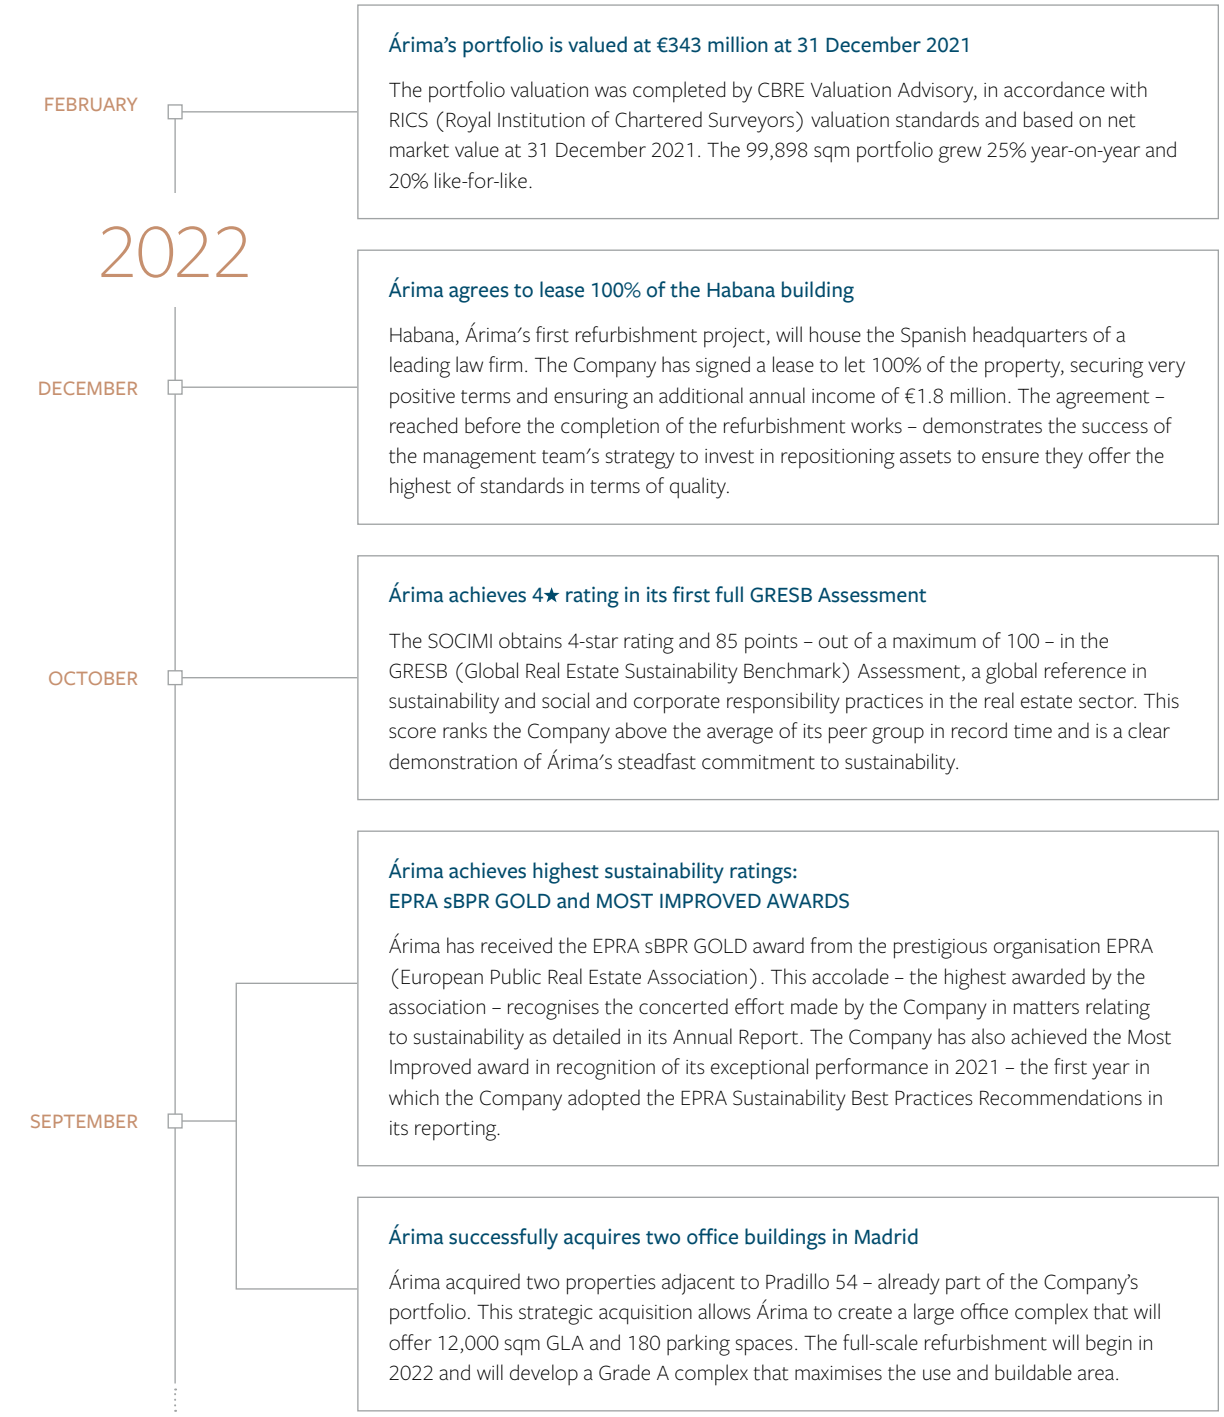 FEBRUARY
Árima’s portfolio is valued at €343 million at 31 December 2021
The portfolio valuation was completed by CBRE Valuation Advisory, in accordance with
RICS (Royal Institution of Chartered Surveyors) valuation standards and based on net
market value at 31 December 2021. The 99,898 sqm portfolio grew 25% year-on-year and
20% like-for-like.
2022
DECEMBER
Árima agrees to lease 100% of the Habana building
Habana, Árima's first refurbishment project, will house the Spanish headquarters of a
leading law firm. The Company has signed a lease to let 100% of the property, securing very
positive terms and ensuring an additional annual income of €1.8 million. The agreement –
reached before the completion of the refurbishment works – demonstrates the success of
the management team's strategy to invest in repositioning assets to ensure they offer the
highest of standards in terms of quality.
OCTOBER
Árima achieves 4★ rating in its first full GRESB Assessment
The SOCIMI obtains 4-star rating and 85 points – out of a maximum of 100 – in the
GRESB (Global Real Estate Sustainability Benchmark) Assessment, a global reference in
sustainability and social and corporate responsibility practices in the real estate sector. This
score ranks the Company above the average of its peer group in record time and is a clear
demonstration of Árima's steadfast commitment to sustainability.
SEPTEMBER
Árima achieves highest sustainability ratings:
EPRA sBPR GOLD and MOST IMPROVED AWARDS
Árima has received the EPRA sBPR GOLD award from the prestigious organisation EPRA
(European Public Real Estate Association). This accolade – the highest awarded by the
association – recognises the concerted effort made by the Company in matters relating
to sustainability as detailed in its Annual Report. The Company has also achieved the Most
Improved award in recognition of its exceptional performance in 2021 – the first year in
which the Company adopted the EPRA Sustainability Best Practices Recommendations in
its reporting.
Árima successfully acquires two office buildings in Madrid
Árima acquired two properties adjacent to Pradillo 54 – already part of the Company’s
portfolio. This strategic acquisition allows Árima to create a large office complex that will
offer 12,000 sqm GLA and 180 parking spaces. The full-scale refurbishment will begin in
2022 and will develop a Grade A complex that maximises the use and buildable area.